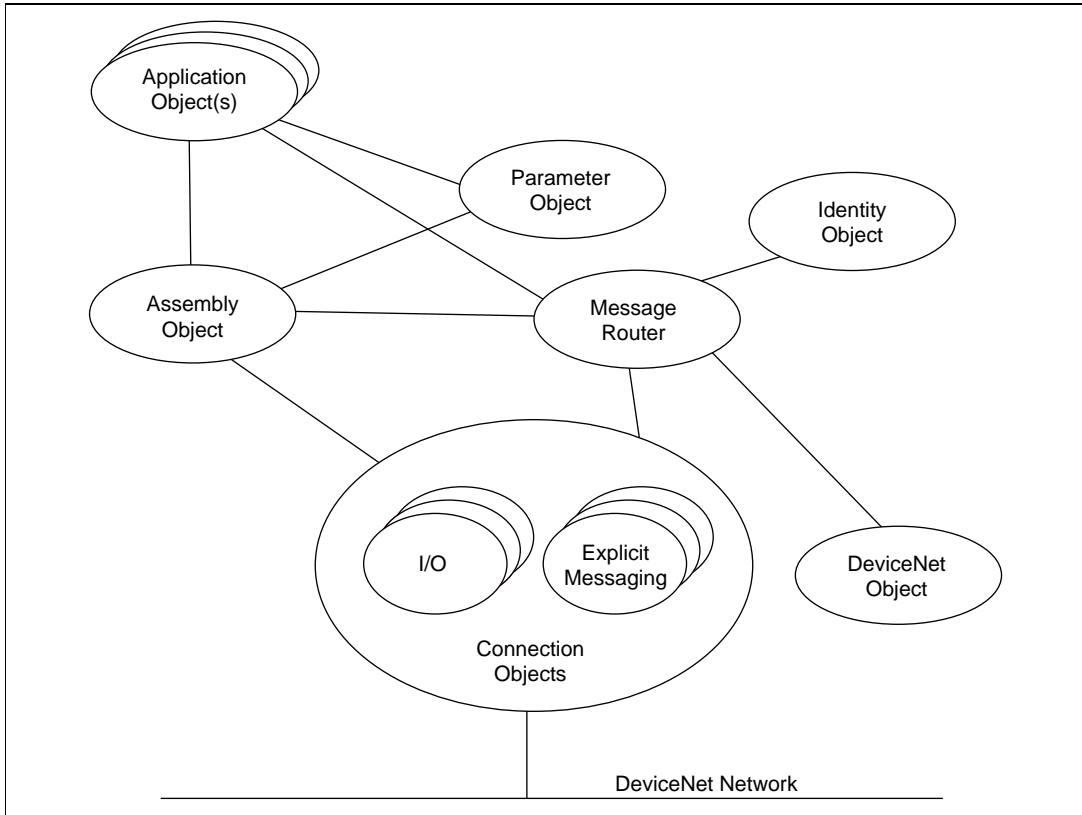 Application
Object(s)
Parameter
Object
Identity
Object
Assembly
Object
Message
Router
I/O
Explicit
Messaging
DeviceNet
Object
Connection
Objects
DeviceNet Network